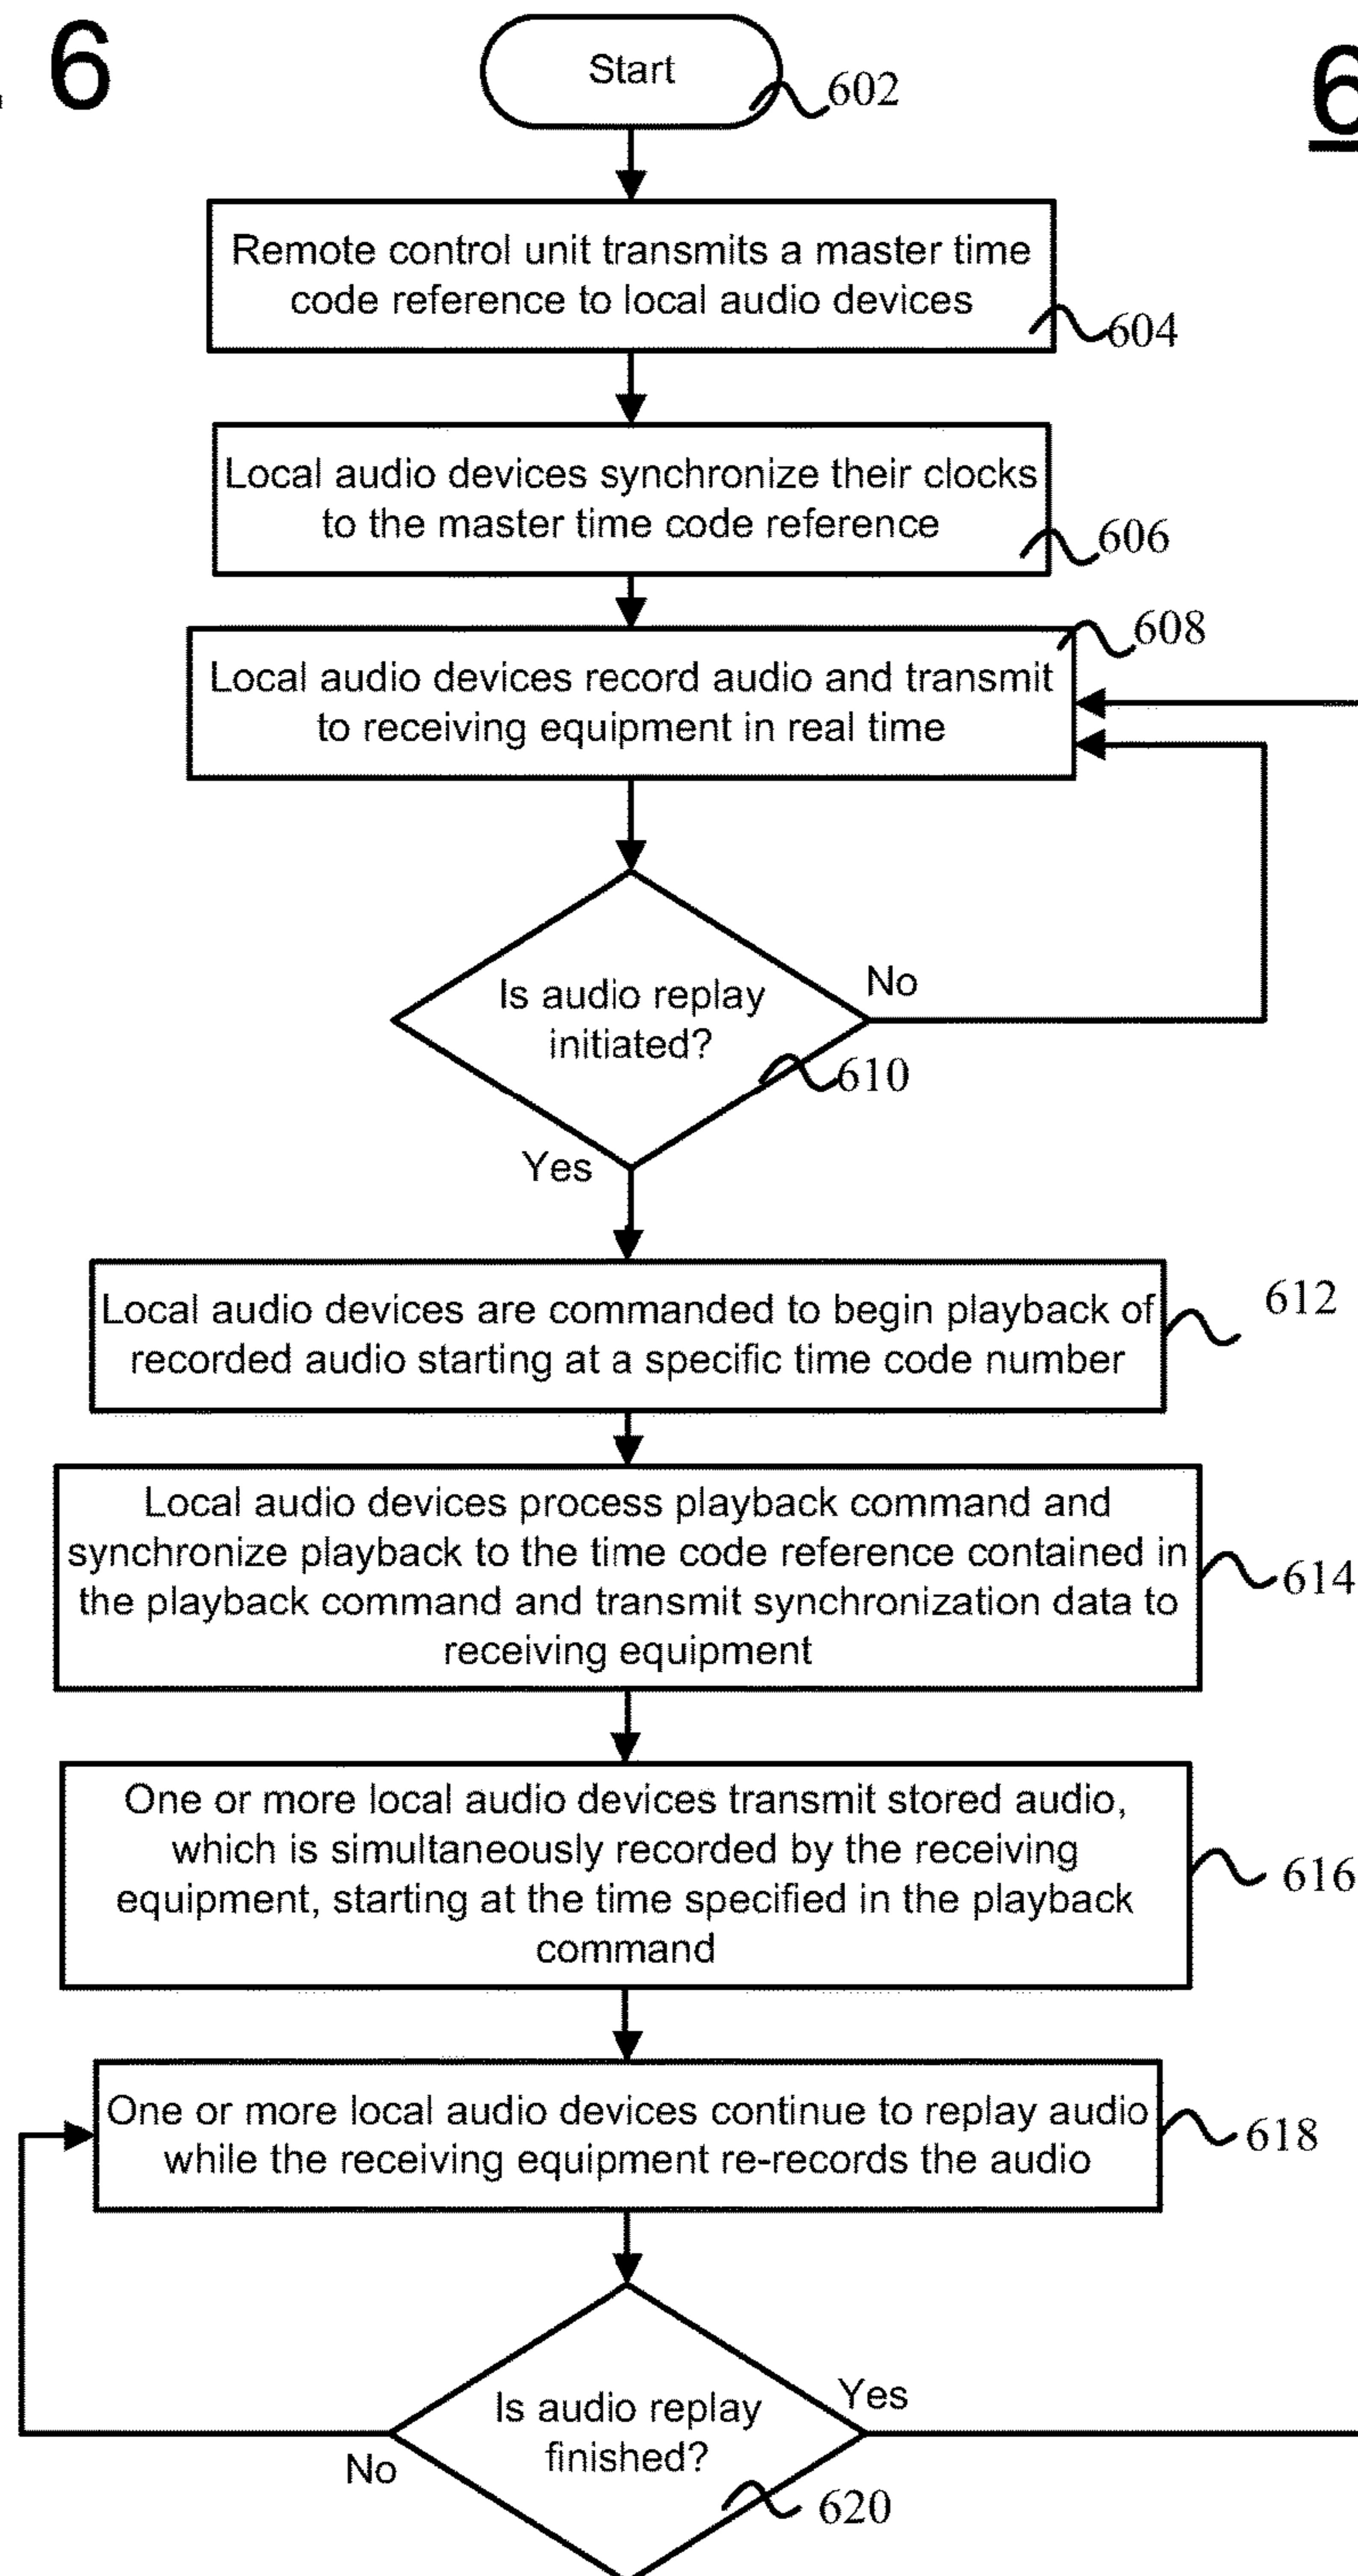 6
6
Start
602
Remote control unit transmits a master time
code reference to local audio devices
604
Local audio devices synchronize their clocks
to the master time code reference
606
608
Local audio devices record audio and transmit
to receiving equipment in real time
Is audio replay
initiated?
No
610
Yes
Local audio devices are commanded to begin playback of
recorded audio starting at a specific time code number
612
Local audio devices process playback command and
synchronize playback to the time code reference contained in
the playback command and transmit synchronization data to
receiving equipment
614
One or more local audio devices transmit stored audio,
which is simultaneously recorded by the receiving
equipment, starting at the time specified in the playback
command
616
One or more local audio devices continue to replay audio
while the receiving equipment re-records the audio
618
Is audio replay
finished?
Yes
No
620